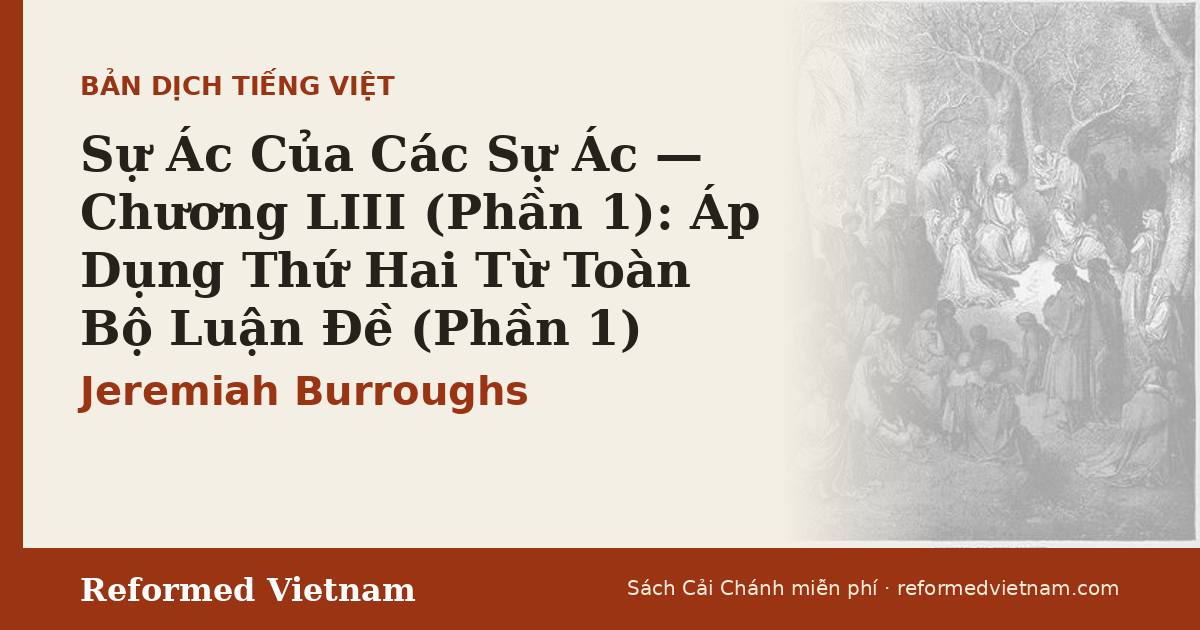 BẢN DỊCH TIẾNG VIỆT
Sự Ác Của Các Sự Ác —
Chương LIII (Phần 1): Áp
Dụng Thứ Hai Từ Toàn
Bộ Luận Đề (Phần 1)
Jeremiah Burroughs
Reformed Vietnam
Sách Cải Chánh miễn phí · reformedvietnam.com